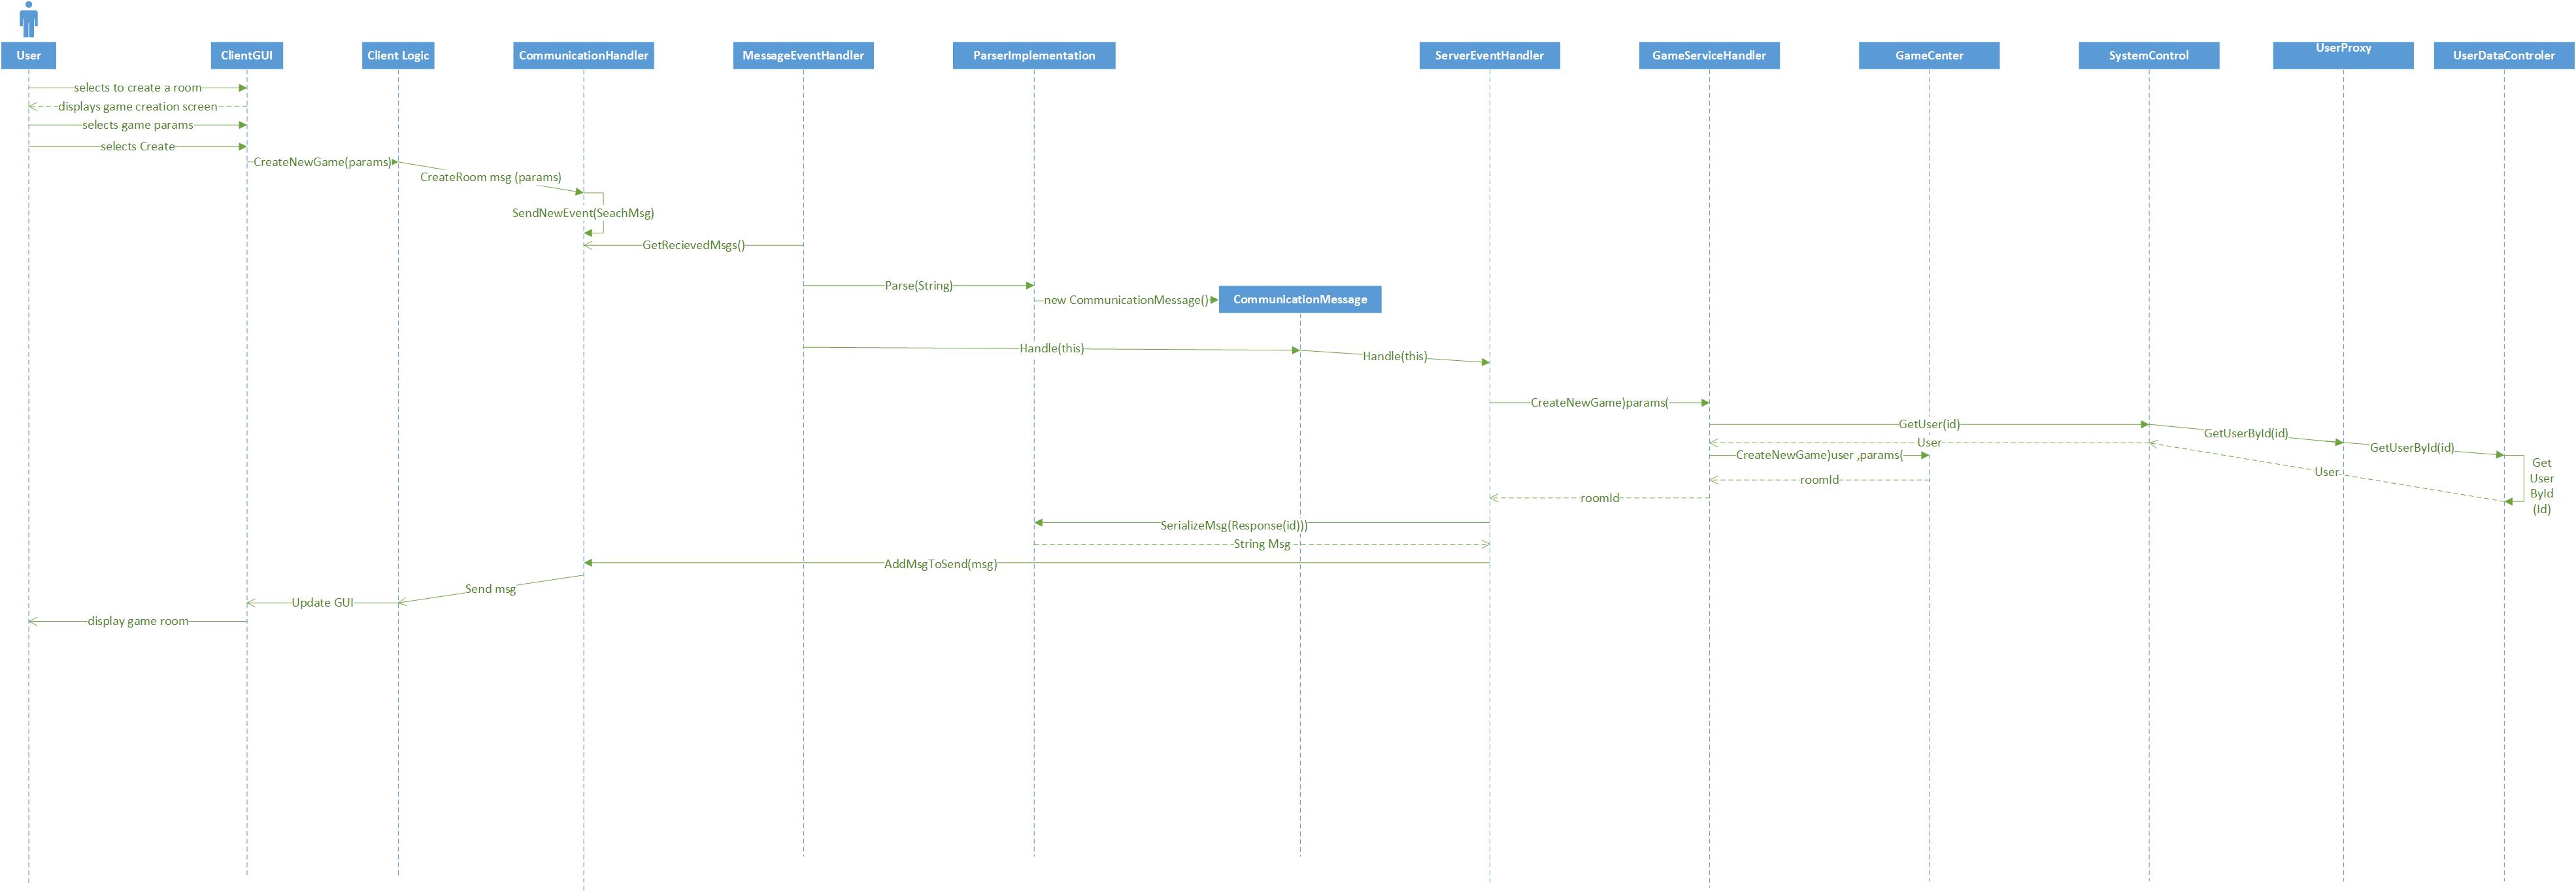 User
ClientGUI
Client Logic
CommunicationHandler
MessageEventHandler
ParserImplementation
ServerEventHandler
GameServiceHandler
GameCenter
SystemControl
UserProxy
UserDataControler
selects to create a room
displays game creation screen
selects game params
selects Create
CreateNewGame(params)
CreateRoom msg (params)
SendNewEvent(SeachMsg)
GetRecievedMsgs()
Parse(String)
new CommunicationMessage()
CommunicationMessage
Handle(this)
Handle(this)
CreateNewGame)params(
GetUser(id)
GetUserById(id)
GetUserById(id)
User
CreateNewGame)user ,params(
Get
User
ById
(Id)
User
roomId
roomId
SerializeMsg(Response(id)))
String Msg
AddMsgToSend(msg)
Send msg
Update GUI
display game room